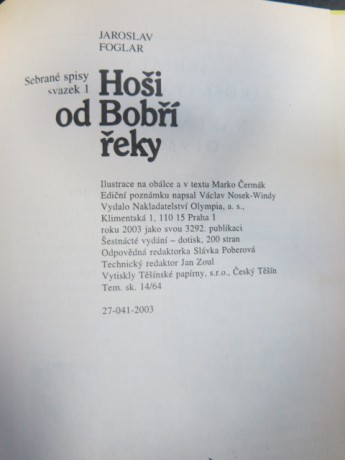 JAROSLAV
FOGLAR
Sebrané spisy
svazek 1
Hoši
od Bobří
řeky
Ilustrace na obálce a v textu Marko Čermák
Ediční poznámku napsal Václav Nosek-Windy
Vydalo Nakladatelství Olympia, a. s.,
Klimentská 1, 110 15 Praha 1
roku 2003 jako svou 3292. publikaci
Šestnácté vydání – dotisk, 200 stran
Odpovědná redaktorka Slávka Poberová
Technický redaktor Jan Zoul
Vytiskly Těšínské papírny, s.r.o., Český Těšín
Tem. sk. 14/64
27-041-2003